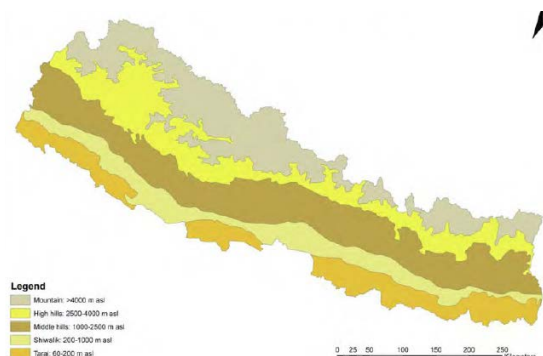 Legend
Mountain: >4000 m asl
High hills: 2500-4000 m asl
Middle hills: 1000-2500 m asl
Shiwalik: 200-1000 m asl
Tarai: 60-200 m asl
0 25 50 100 150 200 250